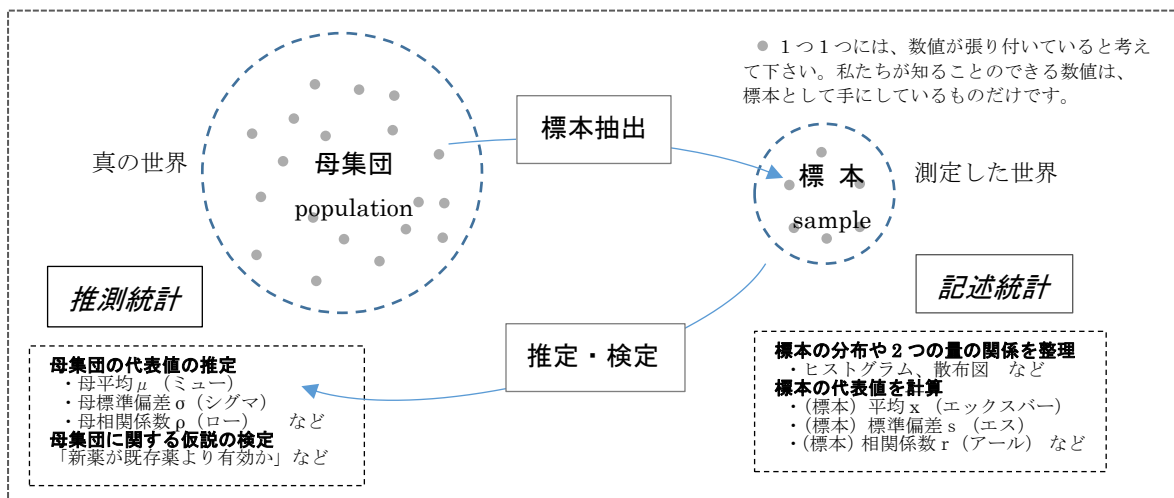 ● 1つ1つには、数値が張り付いていると考え
て下さい。私たちが知ることのできる数値は、
標本として手にしているものだけです。
標本抽出
真の世界
母集団
population
標 本
sample
測定した世界
推測統計
記述統計
推定・検定
母集団の代表値の推定
・母平均μ（ミュー）
・母標準偏差σ（シグマ）
・母相関係数ρ（ロー） など
母集団に関する仮説の検定
「新薬が既存薬より有効か」など
標本の分布や2つの量の関係を整理
・ヒストグラム、散布図 など
標本の代表値を計算
・(標本）平均x（エックスバー）
・(標本）標準偏差s（エス）
・(標本）相関係数r（アール） など